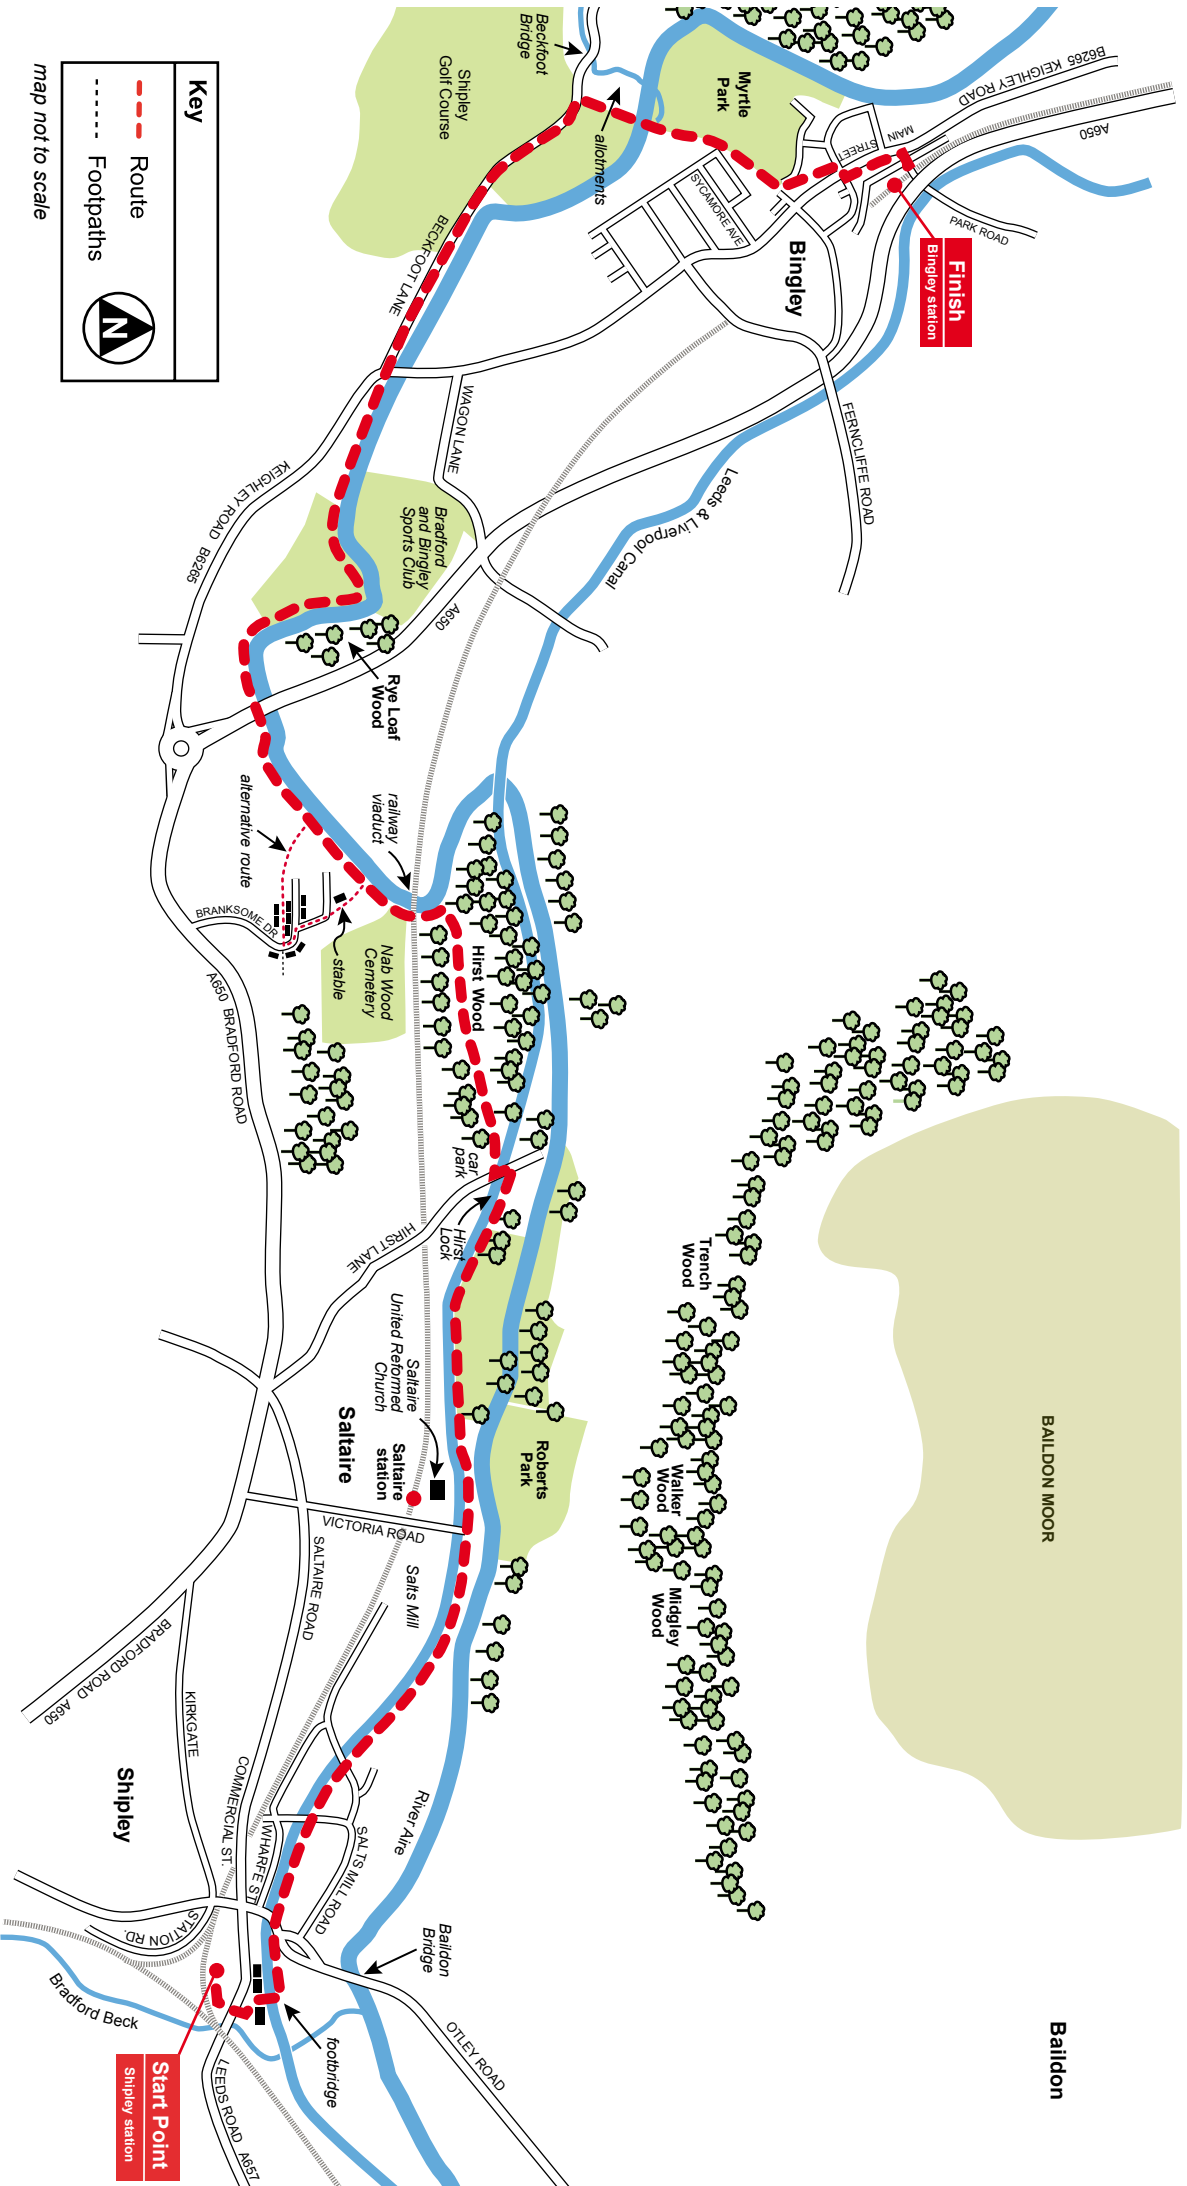 B6265 KEIGHLEY ROAD
A650
MAIN
STREET
PARK ROAD
Finish
Bingley station
Myrtle
Park
Beckfoot
Bridge
allotments
Shipley
Golf Course
SYCAMORE AVE
Bingley
BECKFOOT LANE
WAGON LANE
FERNCLIFFE ROAD
Leeds & Liverpool Canal
KEIGHLEY ROAD B6265
Bradford
and Bingley
Sports Club
A650
Rye Loaf
Wood
railway
viaduct
alternative route
BRANKSOME DR
stable
Nab Wood
Cemetery
Hirst Wood
A650 BRADFORD ROAD
car
park
Hirst
Lock
HIRST LANE
Saltaire
United Reformed
Church
Saltaire
Saltaire
station
Roberts
Park
VICTORIA ROAD
SALTAIRE ROAD
Salts Mill
BRADFORD ROAD A650
KIRKGATE
Shipley
COMMERCIAL ST.
WHARFE ST
SALTS MILL ROAD
STATION RD.
River Aire
Baildon
Bridge
OTLEY ROAD
footbridge
Bradford Beck
LEEDS ROAD A657
Start Point
Shipley station
Trench
Wood
Walker
Wood
Midgley
Wood
BAILDON MOOR
Baildon
Key
Route
Footpaths
N
map not to scale